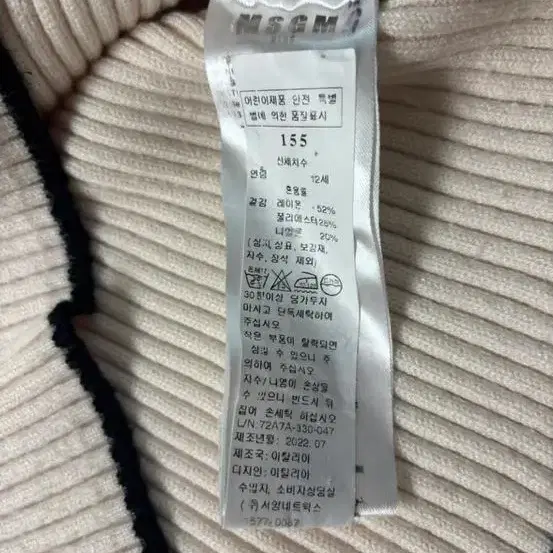 MSGM
어린이제품 안전 특별
법에 의한 품질표시
155
신체치수
연령 12세
혼용률
겉감 레이온 52%
폴리에스터 28%
나일론 20%
(심지, 상표, 보강재,
자수, 장식 제외)
30분이상 담가두지
마시고 단독세탁하여
주십시오
작은 부품이 탈락되면
삼킬 수 있으니 주
의하여 주십시오
자수/나염이 손상될
수 있으니 반드시 뒤
집어 손세탁 하십시오
L/N: 72A7A-330-047
제조년월: 2022.07
제조국: 이탈리아
디자인: 이탈리아
수입자, 소비자상담실
(주)서양네트웍스